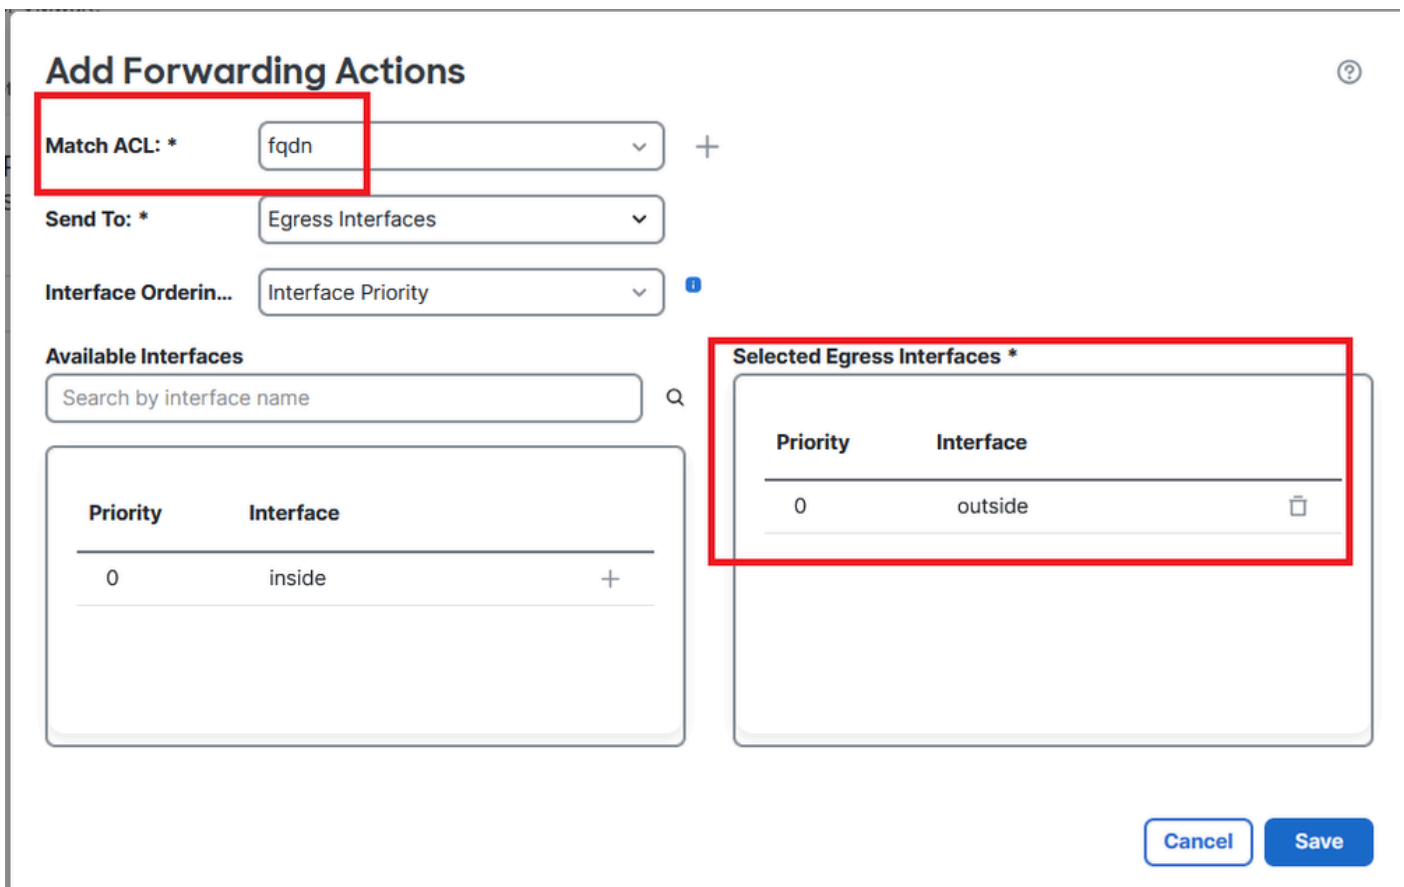 Add Forwarding Actions
Match ACL: *
fqdn
Send To: *
Egress Interfaces
Interface Orderin...
Interface Priority
Available Interfaces
Search by interface name
Priority Interface
0 inside
Selected Egress Interfaces *
Priority Interface
0 outside
Cancel
Save